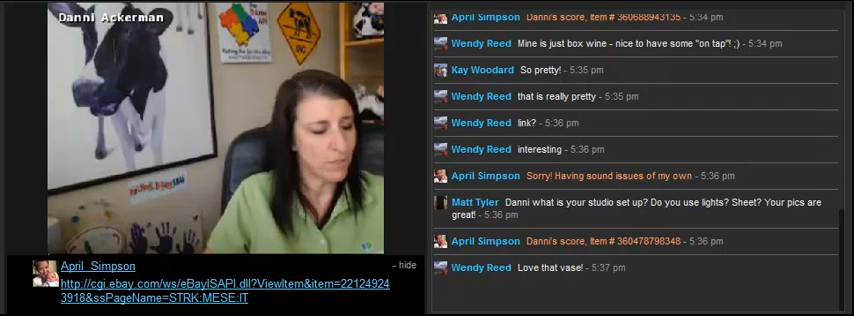 Danni Ackerman
April_Simpson
- hide
http://cgi.ebay.com/ws/eBayISAPI.dll?ViewItem&item=22124924
3918&ssPageName=STRK:MESE:IT
April Simpson Danni's score, Item # 360688943135 - 5:34 pm
Wendy Reed Mine is just box wine - nice to have some "on tap"! ;) - 5:34 pm
Kay Woodard So pretty! - 5:35 pm
Wendy Reed that is really pretty - 5:35 pm
Wendy Reed link? - 5:36 pm
Wendy Reed interesting - 5:36 pm
April Simpson Sorry! Having sound issues of my own - 5:36 pm
Matt Tyler Danni what is your studio set up? Do you use lights? Sheet? Your pics are
great! - 5:36 pm
April Simpson Danni's score, Item # 360478798348 - 5:36 pm
Wendy Reed Love that vase! - 5:37 pm